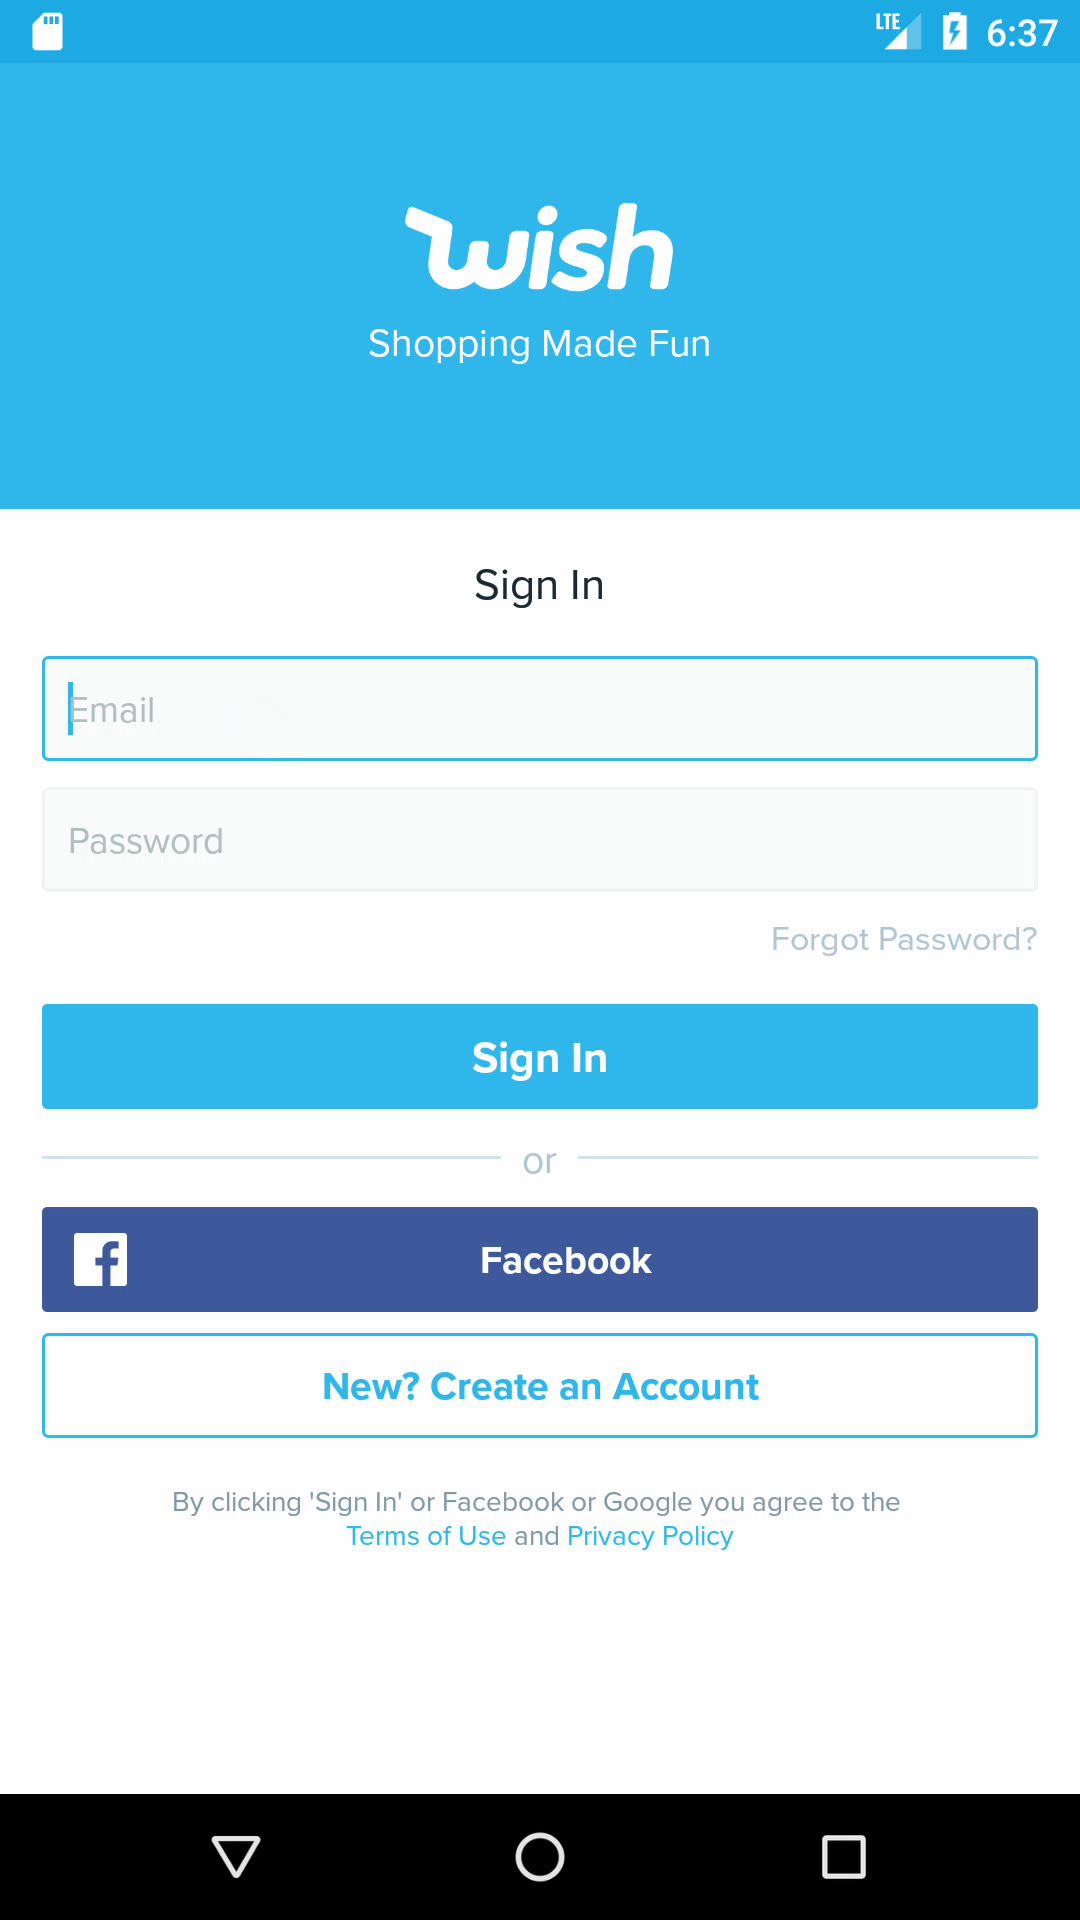 LTE 6:37
wish
Shopping Made Fun
Sign In
Email
Password
Forgot Password?
Sign In
or
Facebook
New? Create an Account
By clicking 'Sign In' or Facebook or Google you agree to the
Terms of Use and Privacy Policy